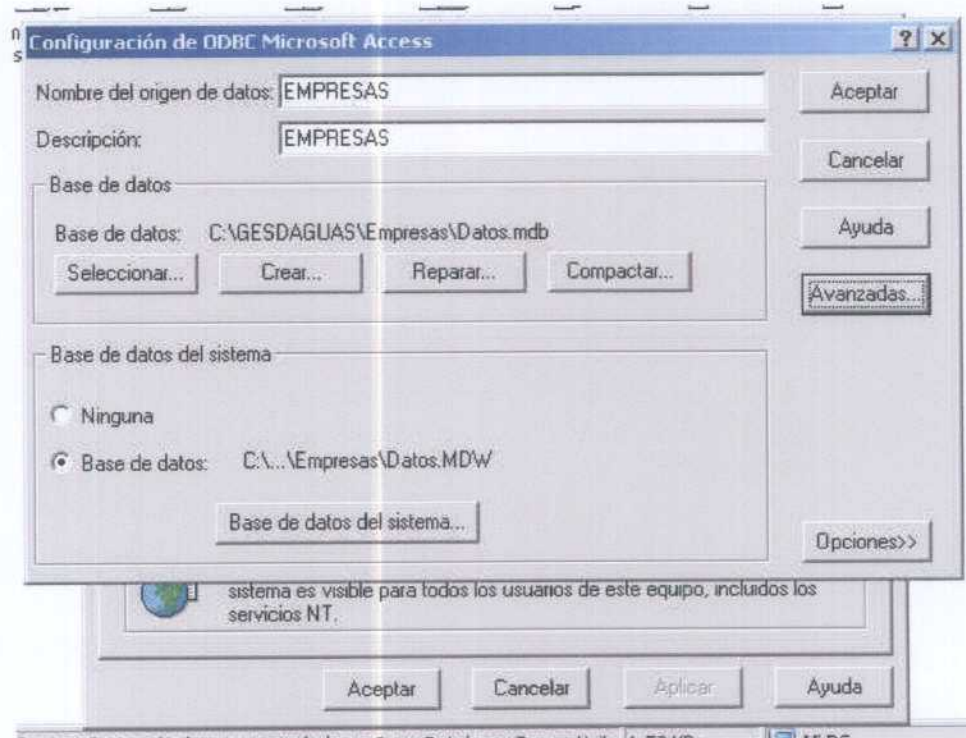 n
s
Configuración de ODBC Microsoft Access
Nombre del origen de datos: EMPRESAS
Aceptar
Descripción: EMPRESAS
Cancelar
Base de datos
Base de datos: C:\GESDAGUAS\Empresas\Datos.mdb
Ayuda
Seleccionar... Crear... Reparar... Compactar...
Avanzadas...
Base de datos del sistema
Ninguna
Base de datos: C:\...\Empresas\Datos.MDW
Base de datos del sistema...
Opciones>>
sistema es visible para todos los usuarios de este equipo, incluidos los
servicios NT.
Aceptar Cancelar Aplicar Ayuda